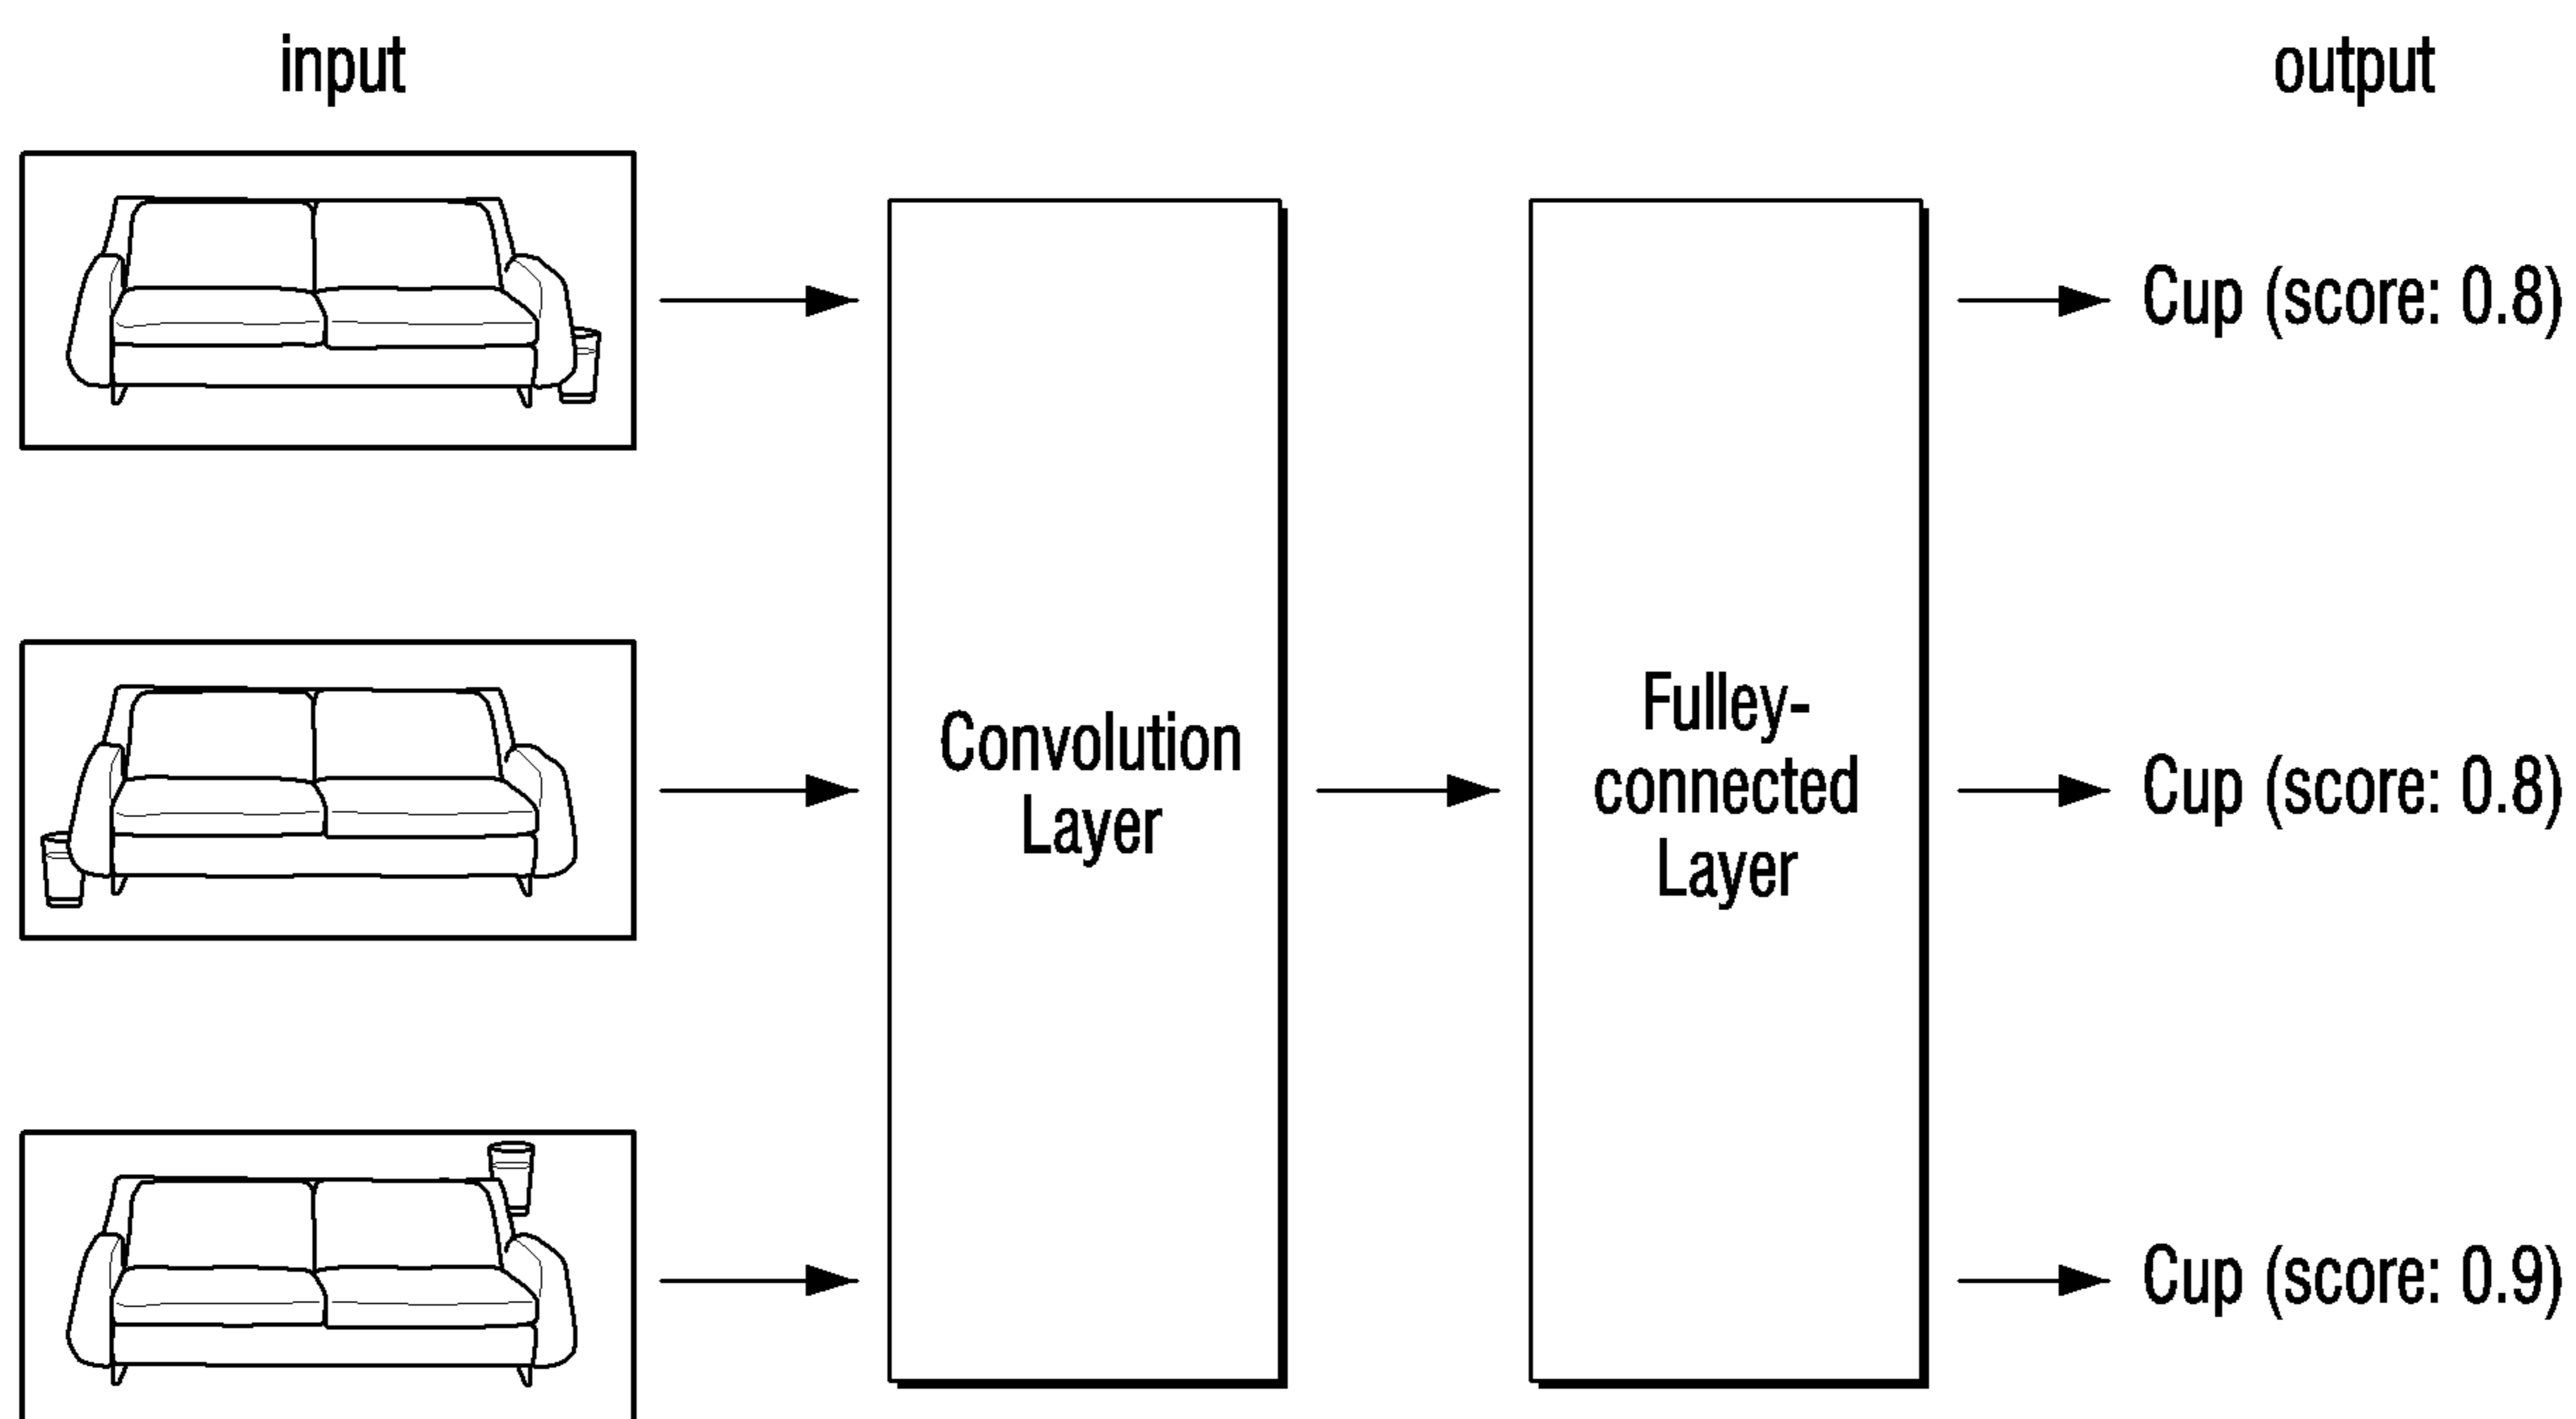 input
output
Cup (score: 0.8)
Convolution
Layer
Fulley-
connected
Layer
Cup (score: 0.8)
Cup (score: 0.9)